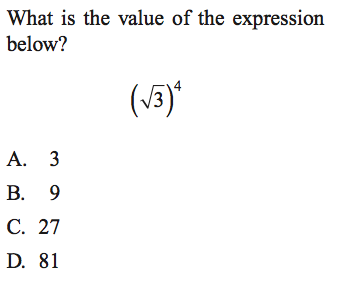 What is the value of the expression
below?
(√3)⁴
A. 3
B. 9
C. 27
D. 81